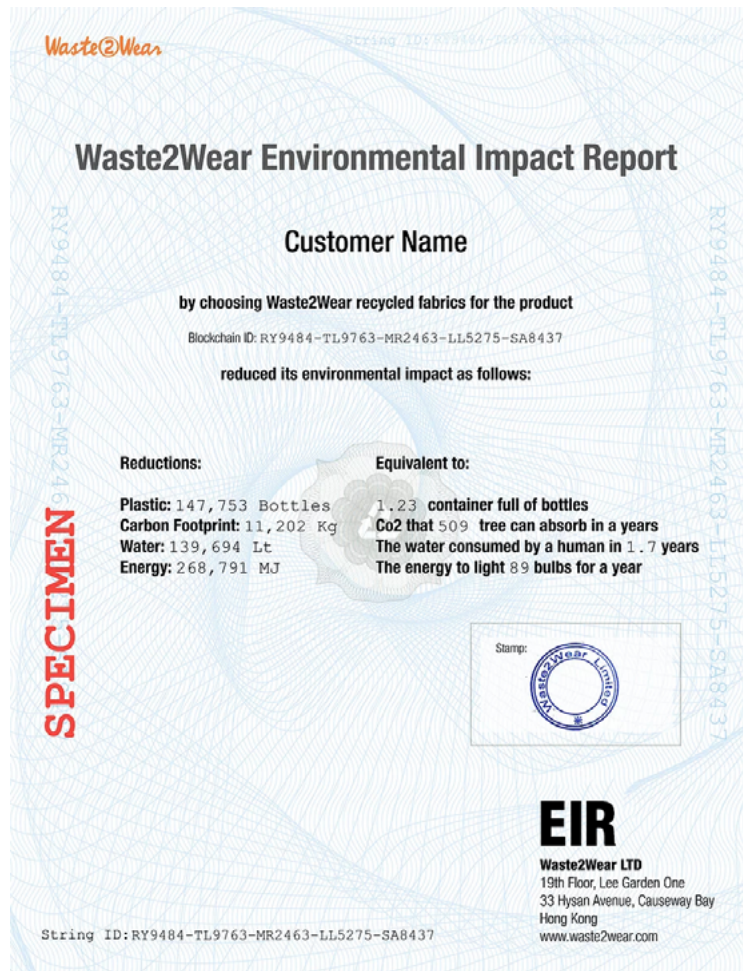 Waste2Wear
String ID:RY9484-TL9763-MR2463-LL5275-SA8437
Waste2Wear Environmental Impact Report
Customer Name
by choosing Waste2Wear recycled fabrics for the product
Blockchain ID: RY9484-TL9763-MR2463-LL5275-SA8437
reduced its environmental impact as follows:
RY9484-TL9763-MR246
RY9484-TL9763-MR2463-LL5275-SA8437
SPECIMEN
Reductions:
Plastic: 147,753 Bottles
Carbon Footprint: 11,202 Kg
Water: 139,694 Lt
Energy: 268,791 MJ
Equivalent to:
1.23 container full of bottles
Co2 that 509 tree can absorb in a years
The water consumed by a human in 1.7 years
The energy to light 89 bulbs for a year
Stamp:
Waste2Wear Limited
EIR
Waste2Wear LTD
19th Floor, Lee Garden One
33 Hysan Avenue, Causeway Bay
Hong Kong
www.waste2wear.com
String ID:RY9484-TL9763-MR2463-LL5275-SA8437